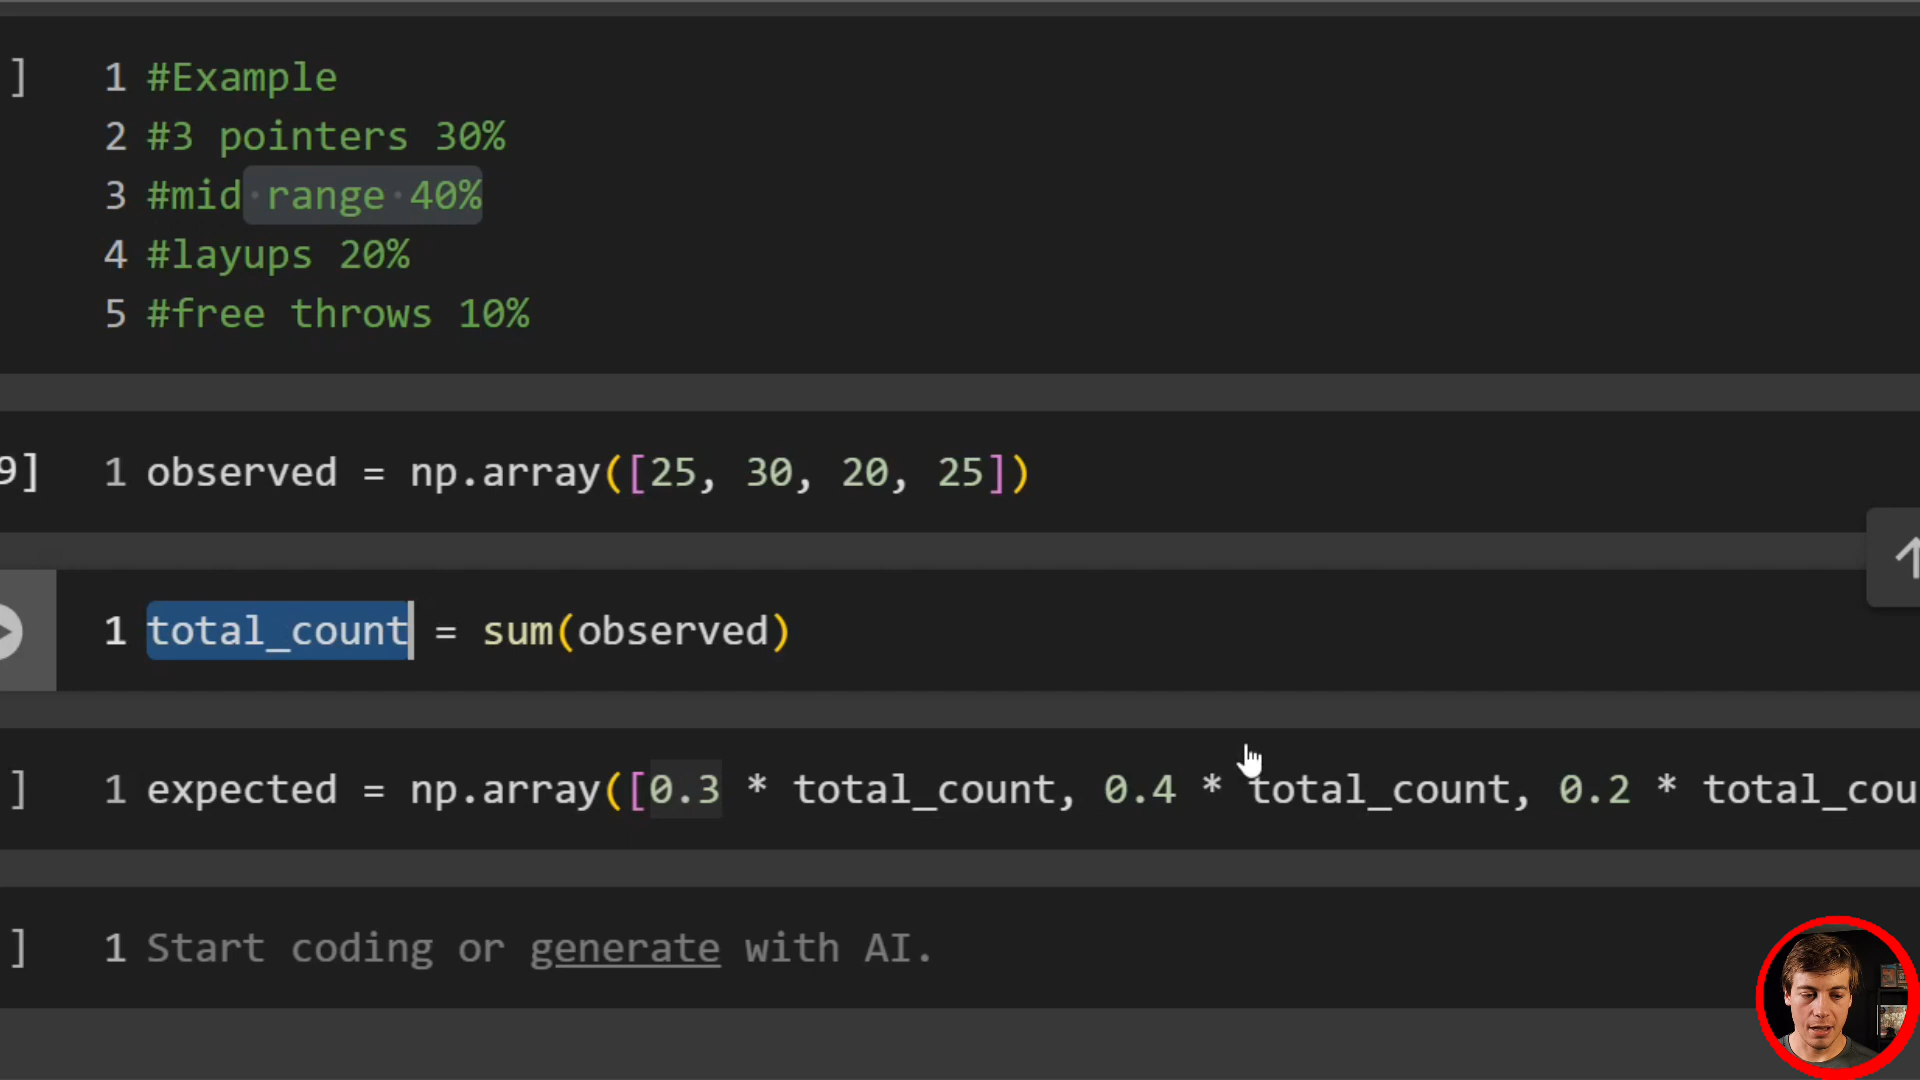 ] 1 #Example
2 #3 pointers 30%
3 #mid range 40%
4 #layups 20%
5 #free throws 10%
9] 1 observed = np.array([25, 30, 20, 25])
1 total_count = sum(observed)
] 1 expected = np.array([0.3 * total_count, 0.4 * total_count, 0.2 * total_cou
] 1 Start coding or generate with AI.